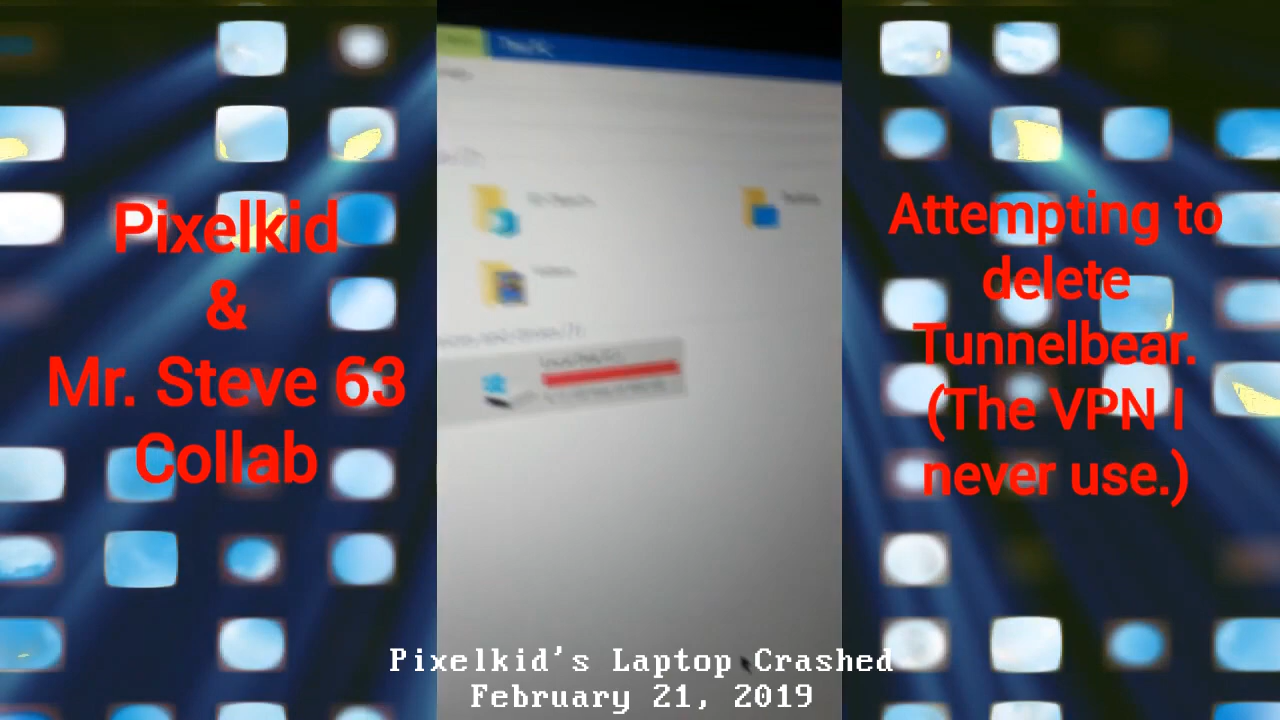 Pixelkid
&
Mr. Steve 63
Collab
Attempting to
delete
Tunnelbear.
(The VPN I
never use.)
Pixelkid's Laptop Crashed
February 21, 2019